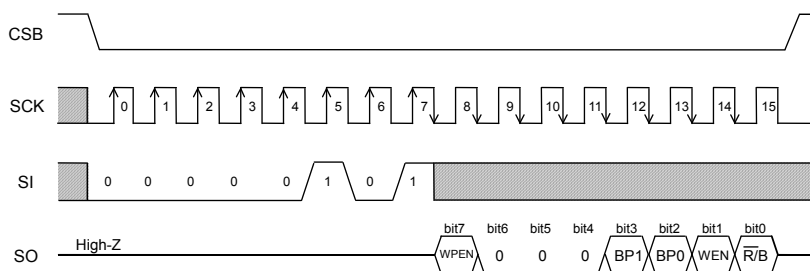 CSB
SCK 0 1 2 3 4 5 6 7 8 9 10 11 12 13 14 15
SI 0 0 0 0 0 1 0 1
bit7 bit6 bit5 bit4 bit3 bit2 bit1 bit0
SO High-Z WPEN 0 0 0 BP1 BP0 WEN R̅/B